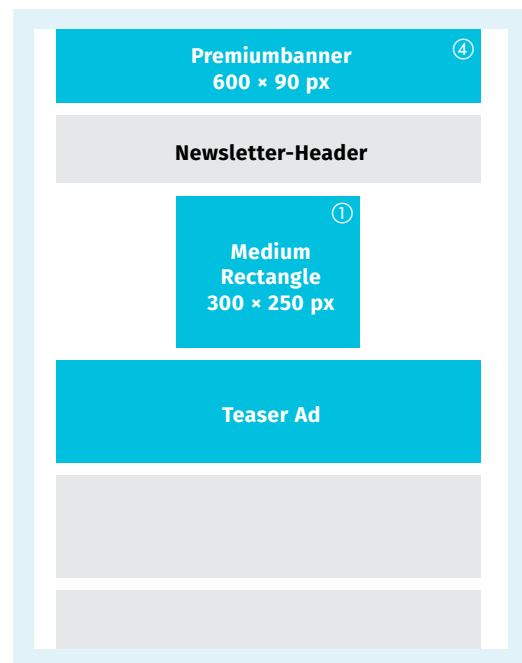 Premiumbanner ④
600 × 90 px
Newsletter-Header
①
Medium
Rectangle
300 × 250 px
Teaser Ad